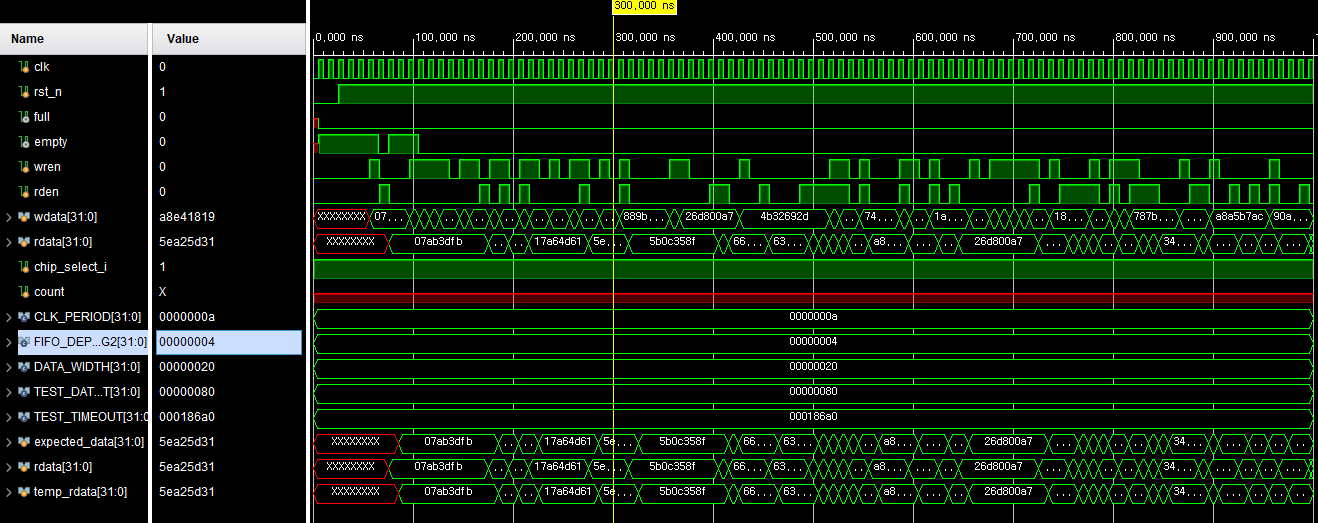 300,000 ns
Name Value 0,000 ns 100,000 ns 200,000 ns 300,000 ns 400,000 ns 500,000 ns 600,000 ns 700,000 ns 800,000 ns 900,000 ns
clk 0
rst_n 1
full 0
empty 0
wren 0
rden 0
wdata[31:0] a8e41819 XXXXXXXX 07... 889b... 26d800a7 4b32692d 74... 1a... 18... 787b... a8a5b7ac 90a...
rdata[31:0] 5ea25d31 XXXXXXXX 07ab3dfb 17a64d61 5e... 5b0c358f 66... 63... a8... 26d800a7 34...
chip_select_i 1
count X
CLK_PERIOD[31:0] 0000000a 0000000a
FIFO_DEP...G2[31:0] 00000004 00000004
DATA_WIDTH[31:0] 00000020 00000020
TEST_DAT...T[31:0] 00000080 00000080
TEST_TIMEOUT[31:0 000186a0 000186a0
expected_data[31:0] 5ea25d31 XXXXXXXX 07ab3dfb 17a64d61 5e... 5b0c358f 66... 63... a8... 26d800a7 34...
rdata[31:0] 5ea25d31 XXXXXXXX 07ab3dfb 17a64d61 5e... 5b0c358f 66... 63... a8... 26d800a7 34...
temp_rdata[31:0] 5ea25d31 XXXXXXXX 07ab3dfb 17a64d61 5e... 5b0c358f 66... 63... a8... 26d800a7 34...